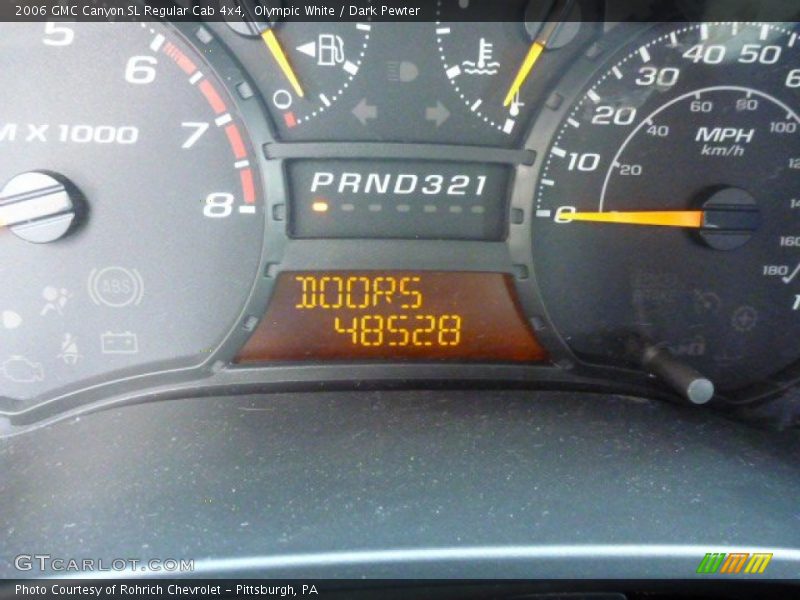 2006 GMC Canyon SL Regular Cab 4x4, Olympic White / Dark Pewter
5
6
7
8
M X 1000
PRND321
DOORS
48528
0
10
20
30
40
50
20
40
60
80
100
MPH
km/h
160
180
ABS
GTCARLOT.COM
Photo Courtesy of Rohrich Chevrolet - Pittsburgh, PA